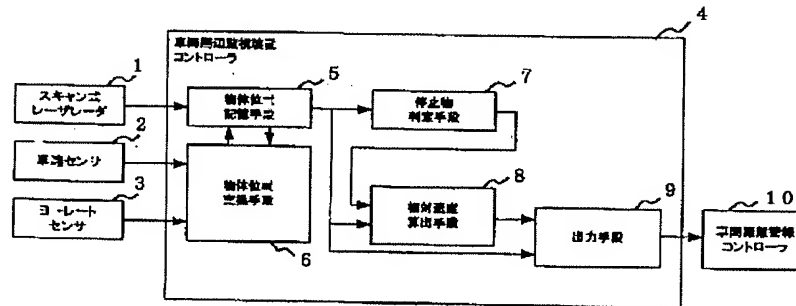 4
車両周辺監視装置
コントローラ
1
スキャン式
レーザレーダ
5
物体位置
記憶手段
7
停止物
判定手段
2
車速センサ
物体位置
変換手段
3
ヨーレート
センサ
6
8
相対速度
算出手段
9
出力手段
10
車間距離警報
コントローラ